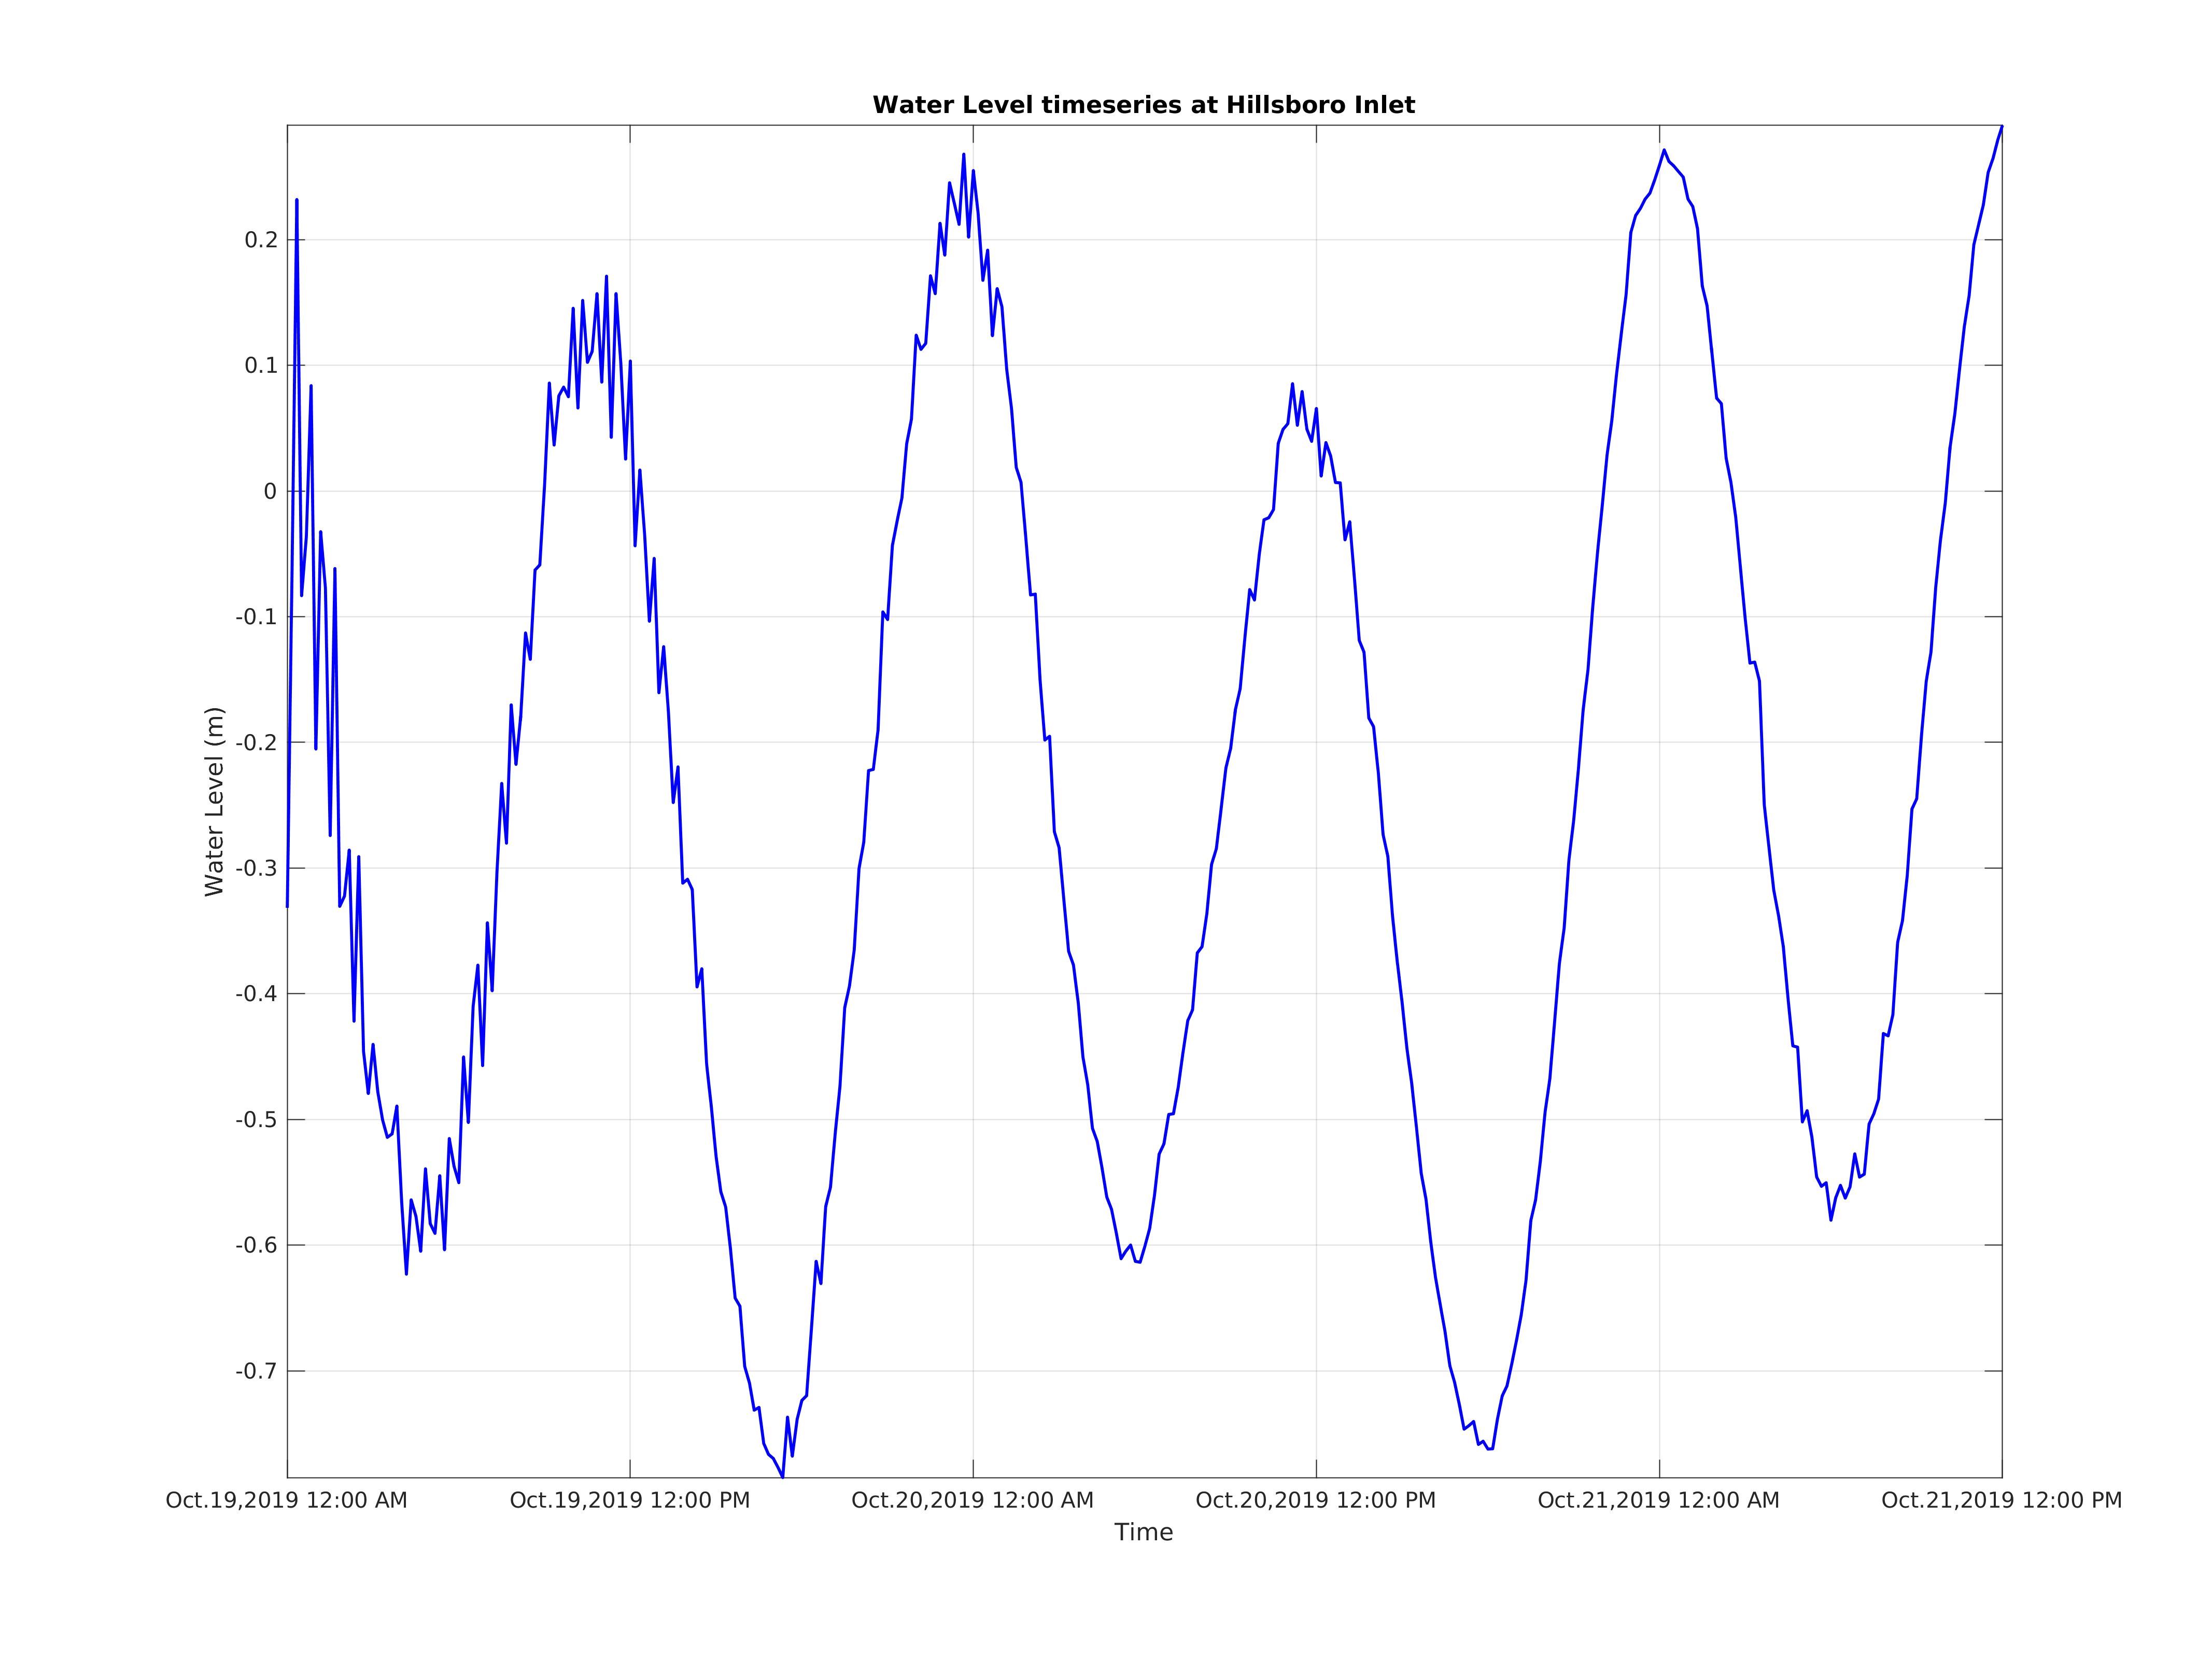 Water Level timeseries at Hillsboro Inlet
0.2
0.1
0
-0.1
-0.2
-0.3
-0.4
-0.5
-0.6
-0.7
Water Level (m)
Oct.19,2019 12:00 AM
Oct.19,2019 12:00 PM
Oct.20,2019 12:00 AM
Oct.20,2019 12:00 PM
Oct.21,2019 12:00 AM
Oct.21,2019 12:00 PM
Time